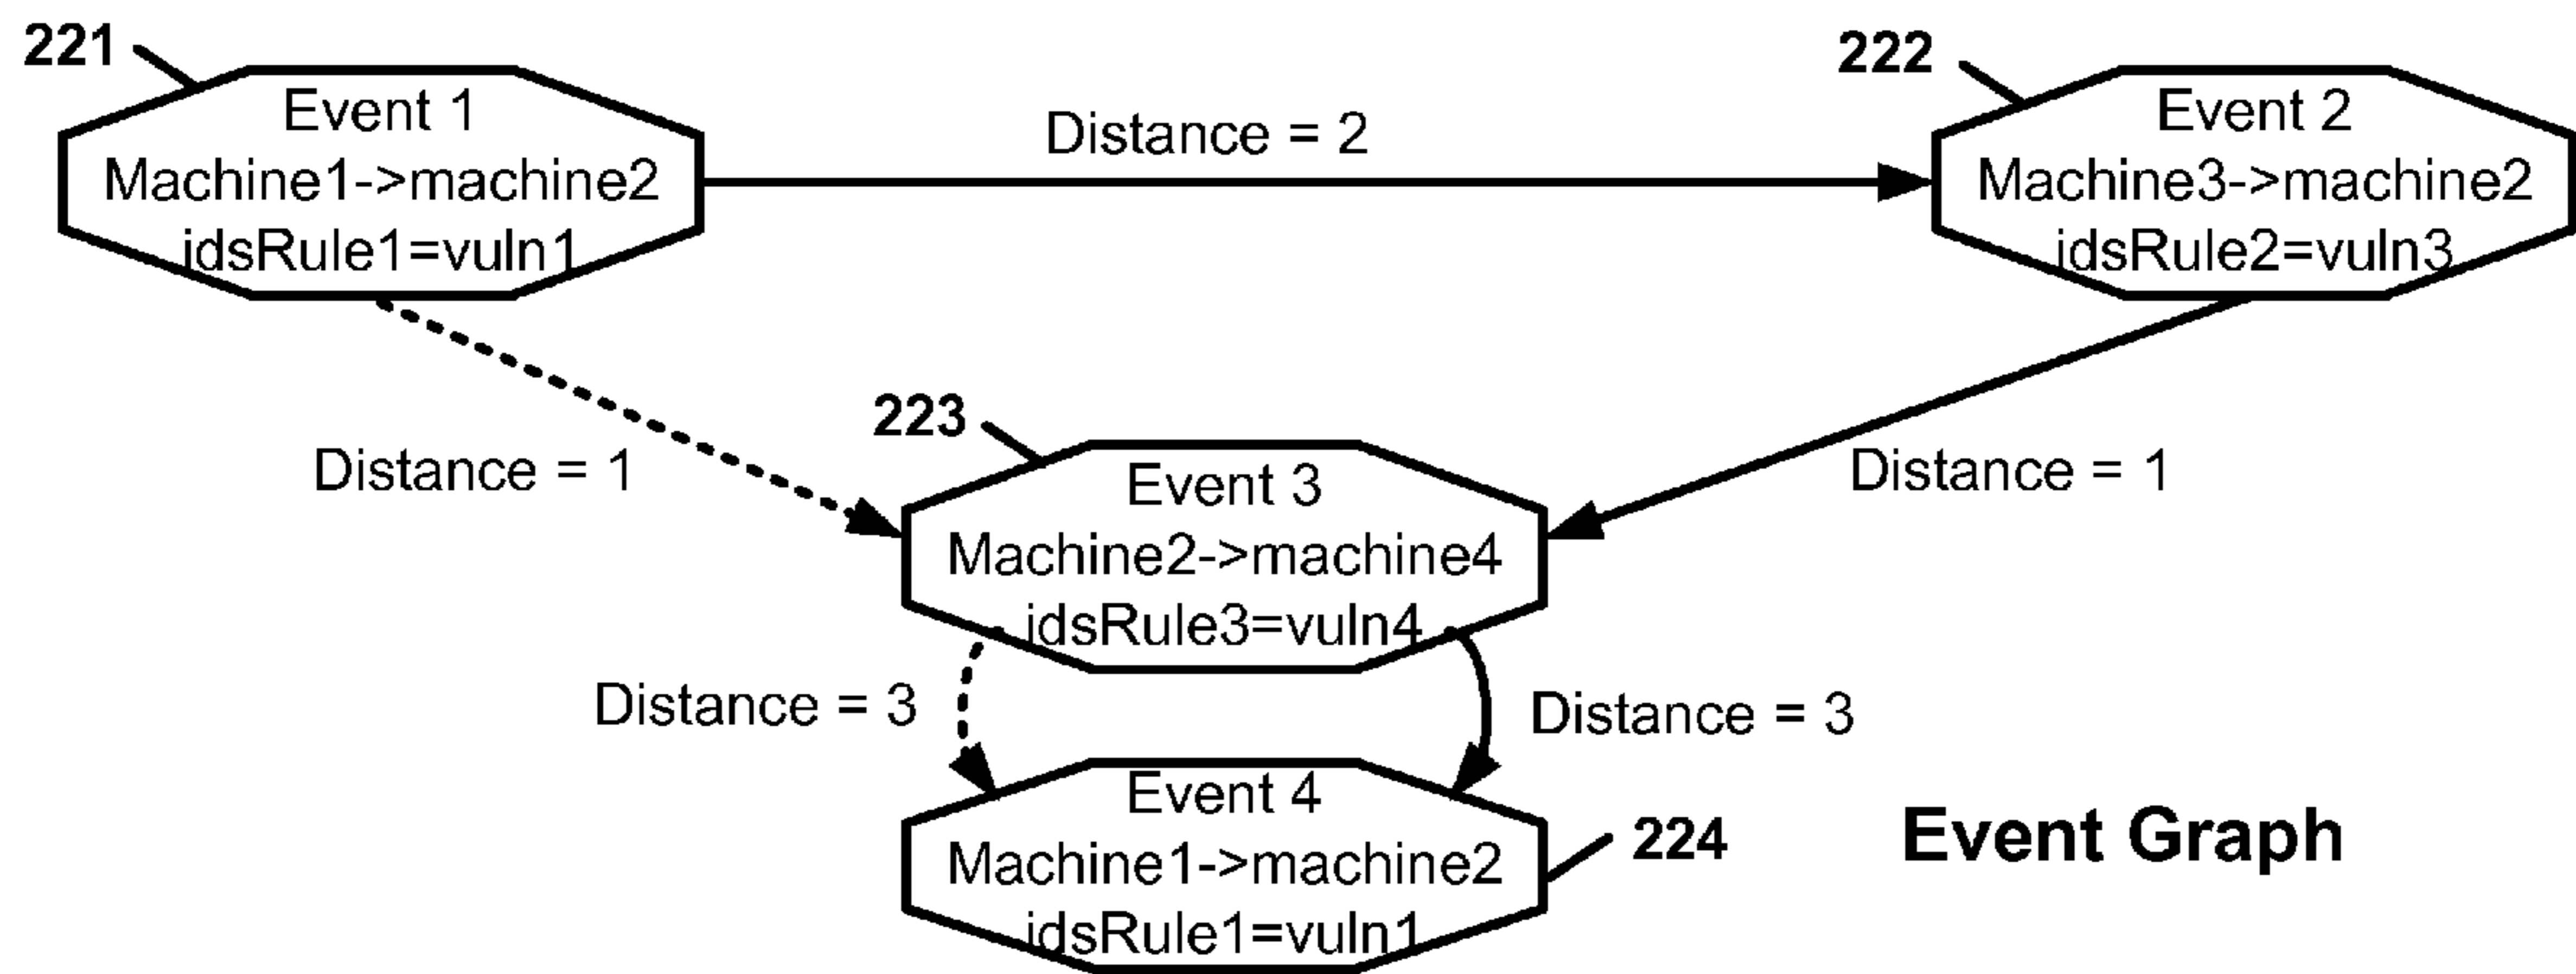 221
Event 1
Machine1->machine2
idsRule1=vuln1
Distance = 2
222
Event 2
Machine3->machine2
idsRule2=vuln3
Distance = 1
223
Event 3
Machine2->machine4
idsRule3=vuln4
Distance = 1
Distance = 3
Distance = 3
Event 4
Machine1->machine2
idsRule1=vuln1
224
Event Graph